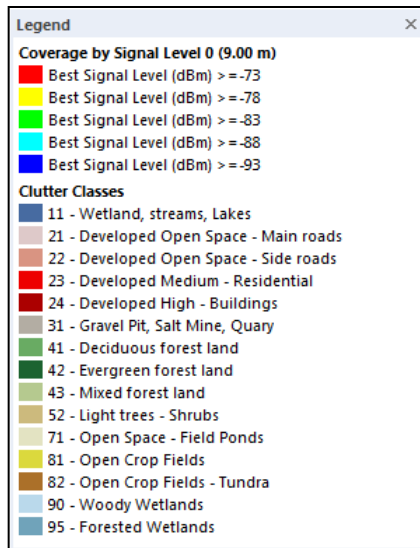 Legend
Coverage by Signal Level 0 (9.00 m)
Best Signal Level (dBm) >=-73
Best Signal Level (dBm) >=-78
Best Signal Level (dBm) >=-83
Best Signal Level (dBm) >=-88
Best Signal Level (dBm) >=-93
Clutter Classes
11 - Wetland, streams, Lakes
21 - Developed Open Space - Main roads
22 - Developed Open Space - Side roads
23 - Developed Medium - Residential
24 - Developed High - Buildings
31 - Gravel Pit, Salt Mine, Quary
41 - Deciduous forest land
42 - Evergreen forest land
43 - Mixed forest land
52 - Light trees - Shrubs
71 - Open Space - Field Ponds
81 - Open Crop Fields
82 - Open Crop Fields - Tundra
90 - Woody Wetlands
95 - Forested Wetlands